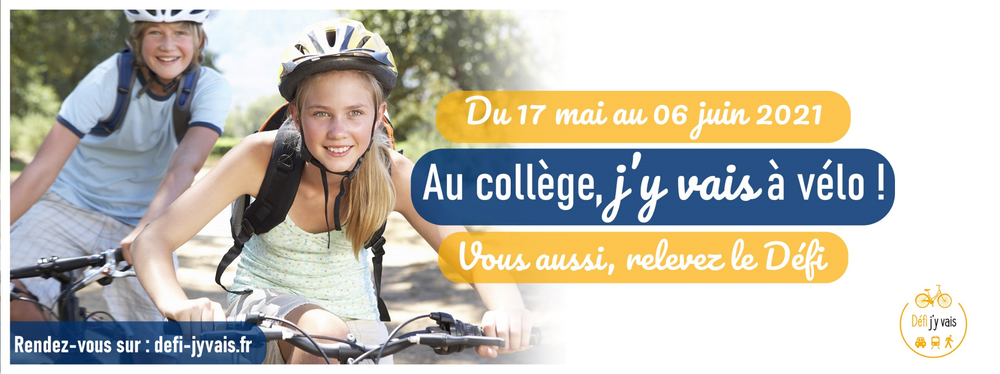 Du 17 mai au 06 juin 2021
Au collège, j'y vais à vélo !
Vous aussi, relevez le Défi
Rendez-vous sur : defi-jyvais.fr
Défi j'y vais